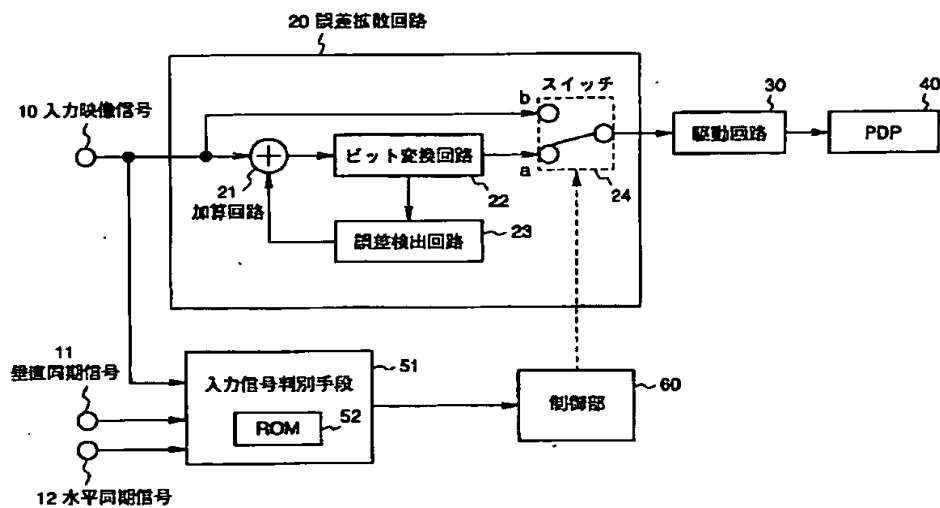 20 誤差拡散回路
10 入力映像信号
スイッチ
b
a
24
30
駆動回路
40
PDP
21
加算回路
ビット変換回路
22
誤差検出回路
23
11
垂直同期信号
入力信号判別手段
51
ROM
52
制御部
60
12 水平同期信号